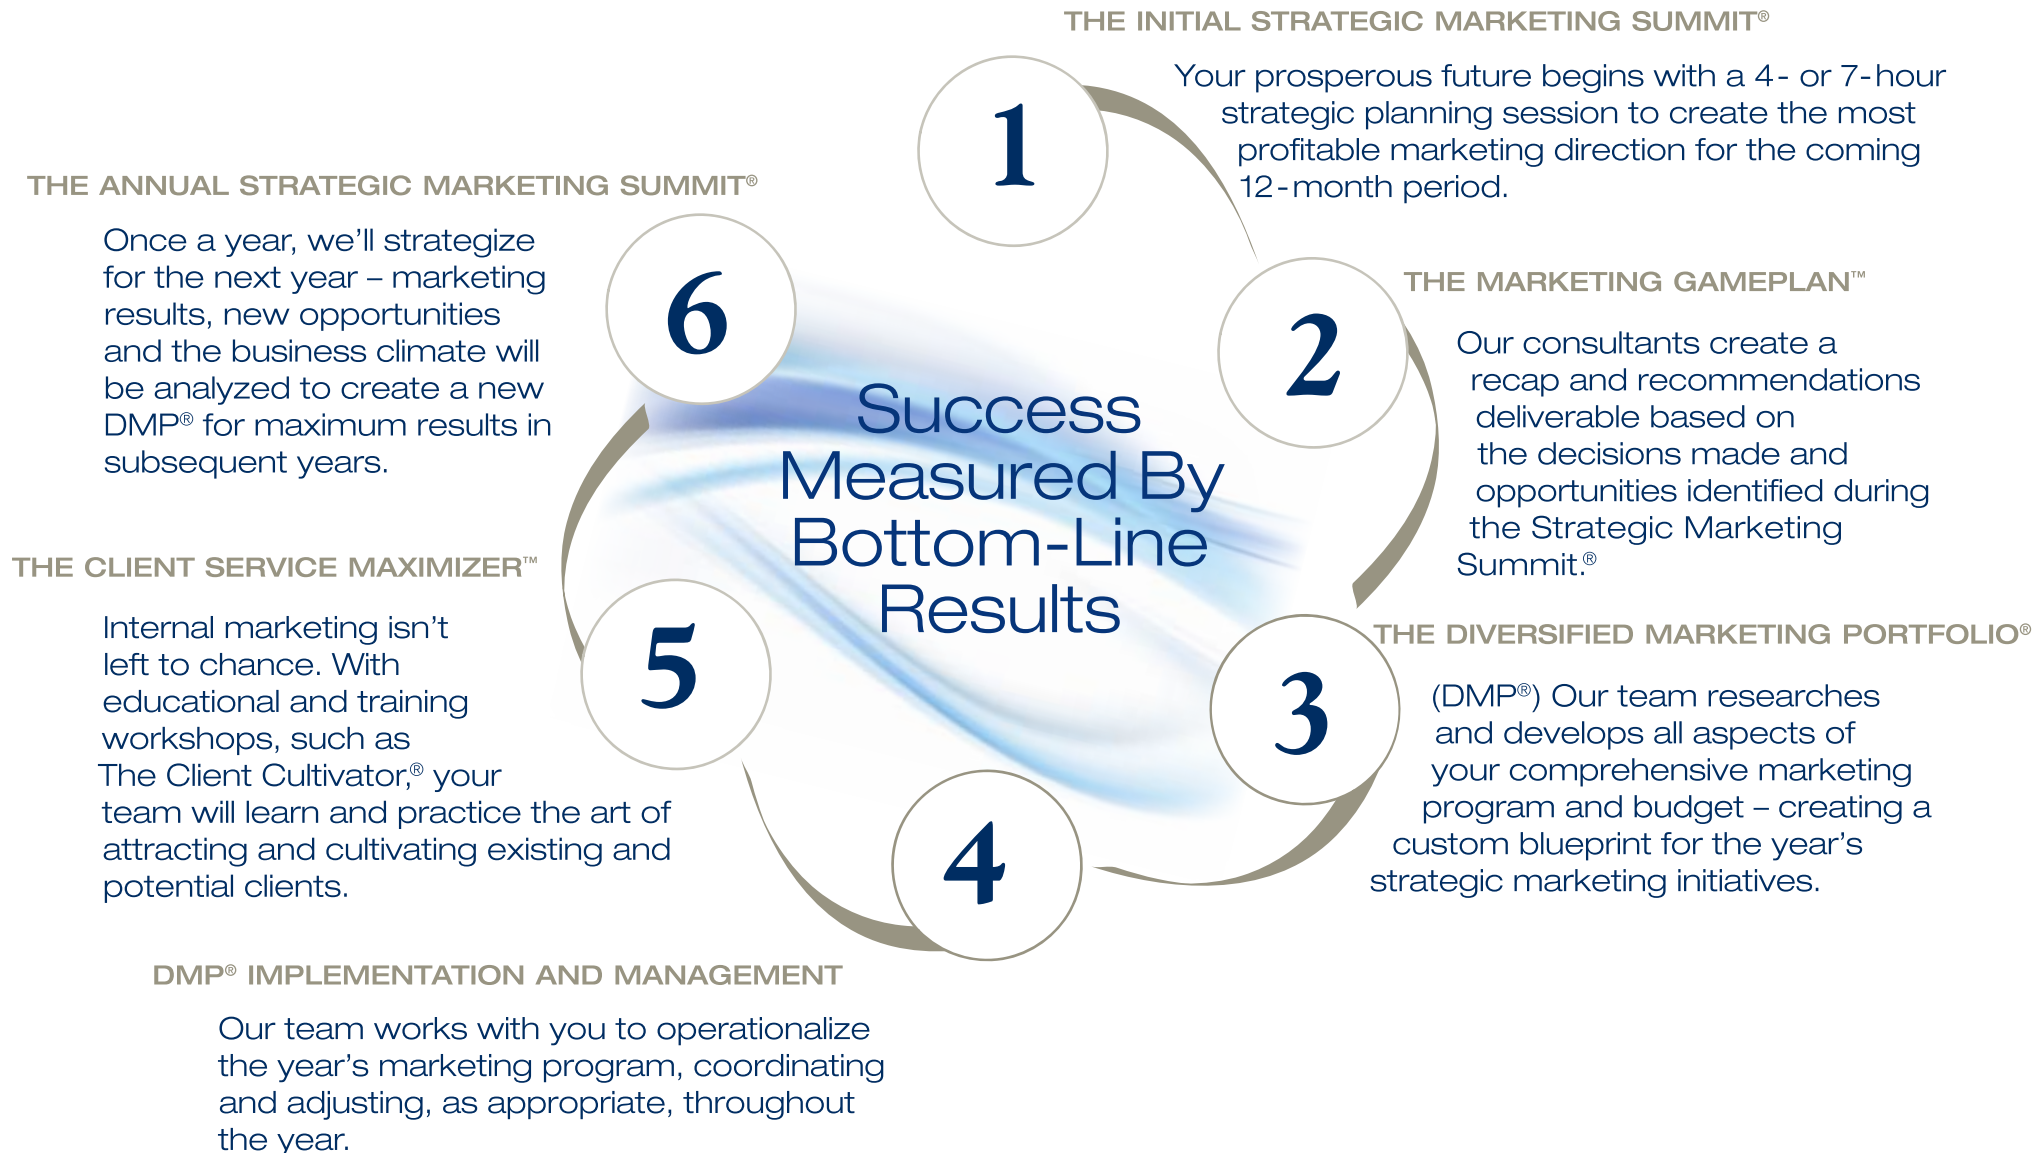 THE INITIAL STRATEGIC MARKETING SUMMIT®
1
Your prosperous future begins with a 4- or 7-hour
strategic planning session to create the most
profitable marketing direction for the coming
12-month period.
2
THE MARKETING GAMEPLAN™
Our consultants create a
recap and recommendations
deliverable based on
the decisions made and
opportunities identified during
the Strategic Marketing
Summit.®
3
THE DIVERSIFIED MARKETING PORTFOLIO®
(DMP®) Our team researches
and develops all aspects of
your comprehensive marketing
program and budget – creating a
custom blueprint for the year’s
strategic marketing initiatives.
4
DMP® IMPLEMENTATION AND MANAGEMENT
Our team works with you to operationalize
the year’s marketing program, coordinating
and adjusting, as appropriate, throughout
the year.
5
THE CLIENT SERVICE MAXIMIZER™
Internal marketing isn’t
left to chance. With
educational and training
workshops, such as
The Client Cultivator,® your
team will learn and practice the art of
attracting and cultivating existing and
potential clients.
6
THE ANNUAL STRATEGIC MARKETING SUMMIT®
Once a year, we’ll strategize
for the next year – marketing
results, new opportunities
and the business climate will
be analyzed to create a new
DMP® for maximum results in
subsequent years.
Success
Measured By
Bottom-Line
Results